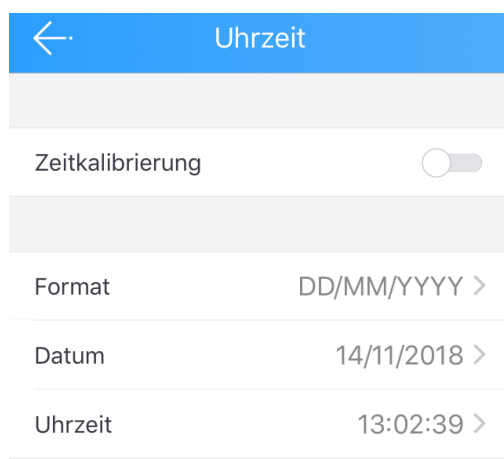 Uhrzeit
Zeitkalibrierung
Format DD/MM/YYYY
Datum 14/11/2018
Uhrzeit 13:02:39